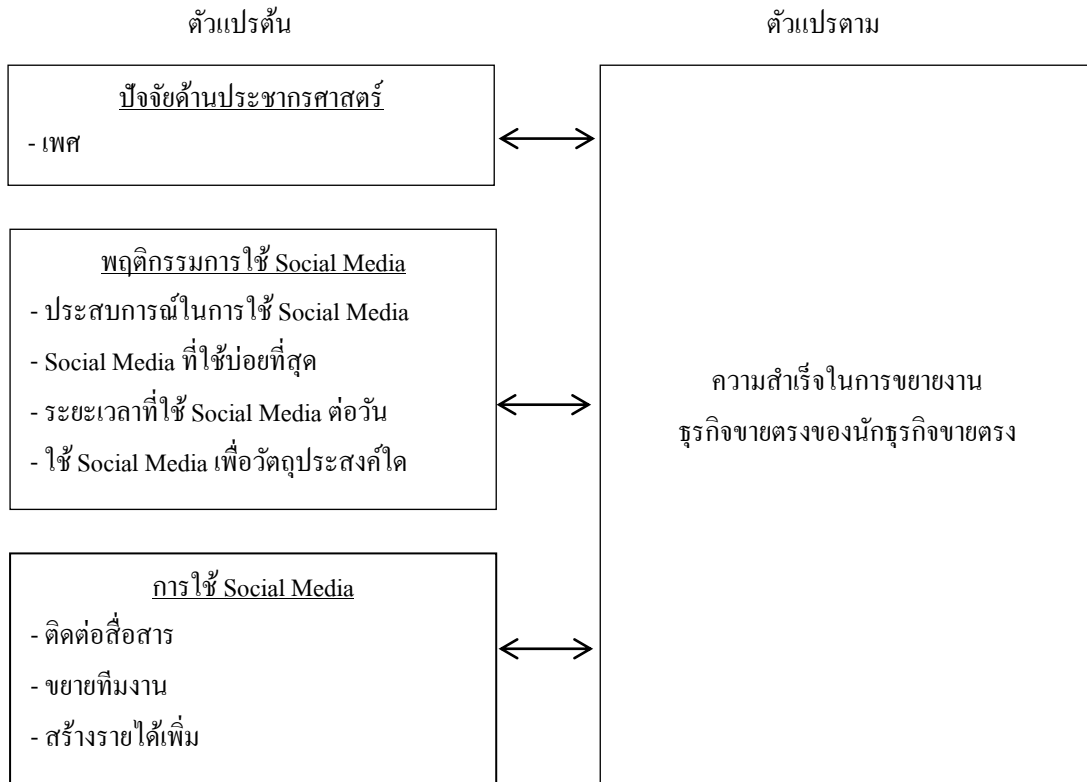 ตัวแปรต้น
ตัวแปรตาม
ปัจจัยด้านประชากรศาสตร์
- เพศ
พฤติกรรมการใช้ Social Media
- ประสบการณ์ในการใช้ Social Media
- Social Media ที่ใช้บ่อยที่สุด
- ระยะเวลาที่ใช้ Social Media ต่อวัน
- ใช้ Social Media เพื่อวัตถุประสงค์ใด
การใช้ Social Media
- ติดต่อสื่อสาร
- ขยายทีมงาน
- สร้างรายได้เพิ่ม
ความสำเร็จในการขยายงาน
ธุรกิจขายตรงของนักธุรกิจขายตรง